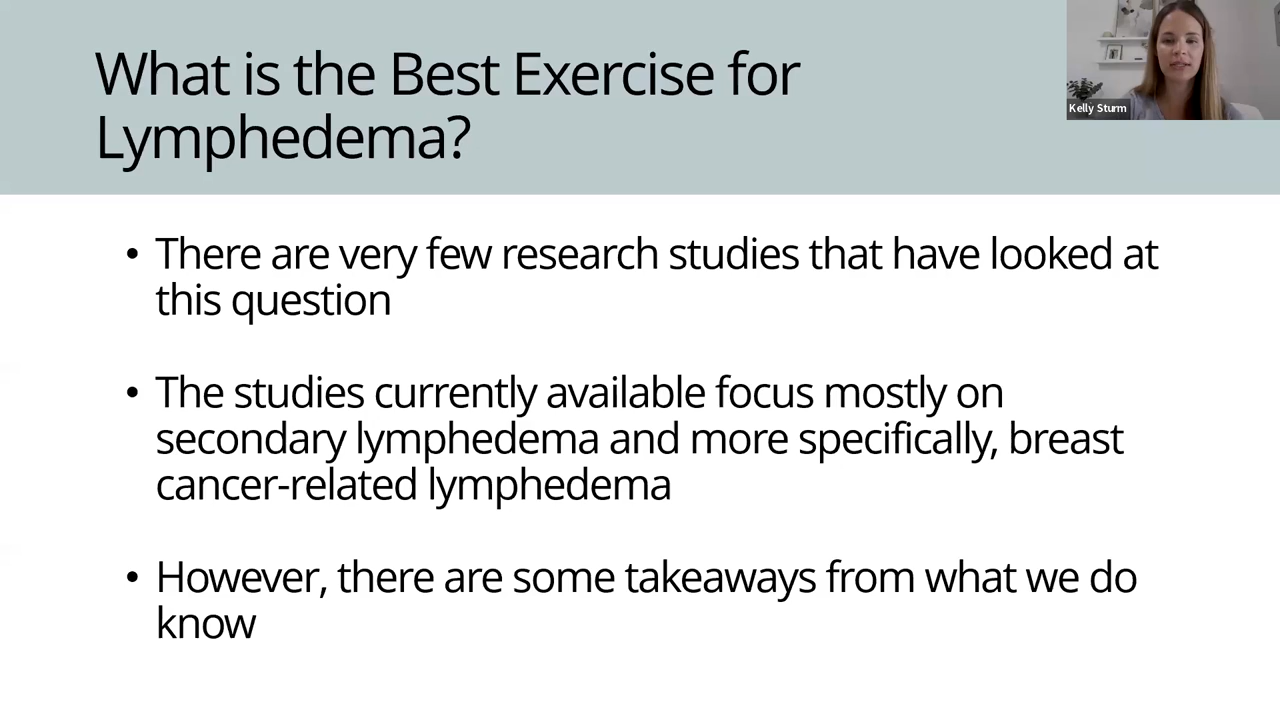 What is the Best Exercise for
Lymphedema?
Kelly Sturm
• There are very few research studies that have looked at
this question
• The studies currently available focus mostly on
secondary lymphedema and more specifically, breast
cancer-related lymphedema
• However, there are some takeaways from what we do
know